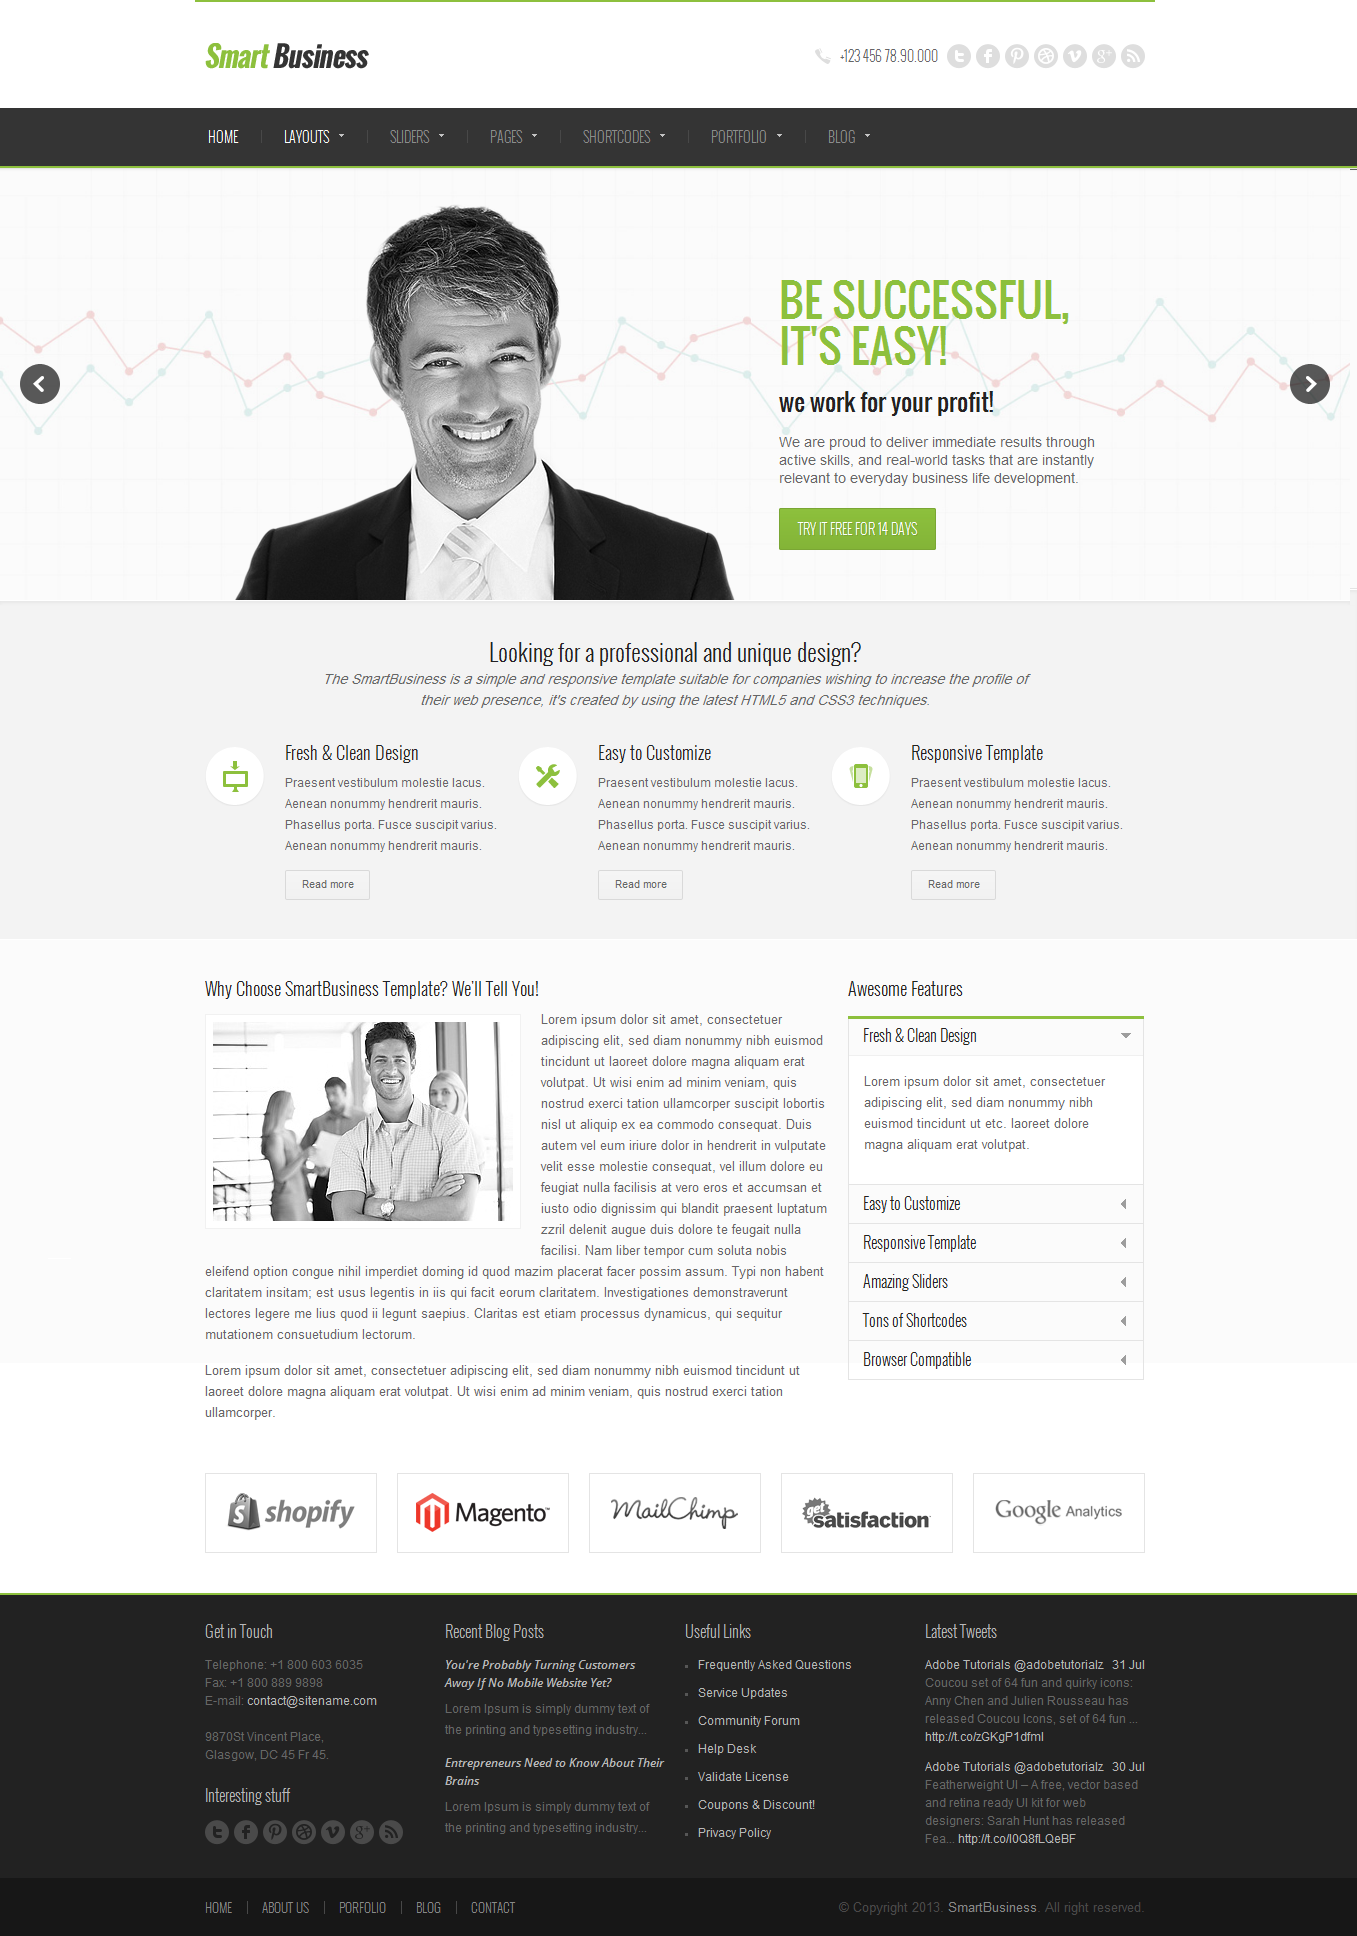 Smart Business
+123 456 78.90.000
HOME
LAYOUTS
SLIDERS
PAGES
SHORTCODES
PORTFOLIO
BLOG
BE SUCCESSFUL,
IT'S EASY!
we work for your profit!
We are proud to deliver immediate results through
active skills, and real-world tasks that are instantly
relevant to everyday business life development.
TRY IT FREE FOR 14 DAYS
Looking for a professional and unique design?
The SmartBusiness is a simple and responsive template suitable for companies wishing to increase the profile of
their web presence, it's created by using the latest HTML5 and CSS3 techniques.
Fresh & Clean Design
Praesent vestibulum molestie lacus.
Aenean nonummy hendrerit mauris.
Phasellus porta. Fusce suscipit varius.
Aenean nonummy hendrerit mauris.
Read more
Easy to Customize
Praesent vestibulum molestie lacus.
Aenean nonummy hendrerit mauris.
Phasellus porta. Fusce suscipit varius.
Aenean nonummy hendrerit mauris.
Read more
Responsive Template
Praesent vestibulum molestie lacus.
Aenean nonummy hendrerit mauris.
Phasellus porta. Fusce suscipit varius.
Aenean nonummy hendrerit mauris.
Read more
Why Choose SmartBusiness Template? We'll Tell You!
Lorem ipsum dolor sit amet, consectetuer
adipiscing elit, sed diam nonummy nibh euismod
tincidunt ut laoreet dolore magna aliquam erat
volutpat. Ut wisi enim ad minim veniam, quis
nostrud exerci tation ullamcorper suscipit lobortis
nisl ut aliquip ex ea commodo consequat. Duis
autem vel eum iriure dolor in hendrerit in vulputate
velit esse molestie consequat, vel illum dolore eu
feugiat nulla facilisis at vero eros et accumsan et
iusto odio dignissim qui blandit praesent luptatum
zzril delenit augue duis dolore te feugait nulla
facilisi. Nam liber tempor cum soluta nobis
eleifend option congue nihil imperdiet doming id quod mazim placerat facer possim assum. Typi non habent
claritatem insitam; est usus legentis in iis qui facit eorum claritatem. Investigationes demonstraverunt
lectores legere me lius quod ii legunt saepius. Claritas est etiam processus dynamicus, qui sequitur
mutationem consuetudium lectorum.
Lorem ipsum dolor sit amet, consectetuer adipiscing elit, sed diam nonummy nibh euismod tincidunt ut
laoreet dolore magna aliquam erat volutpat. Ut wisi enim ad minim veniam, quis nostrud exerci tation
ullamcorper.
Awesome Features
Fresh & Clean Design
Lorem ipsum dolor sit amet, consectetuer
adipiscing elit, sed diam nonummy nibh
euismod tincidunt ut etc. laoreet dolore
magna aliquam erat volutpat.
Easy to Customize
Responsive Template
Amazing Sliders
Tons of Shortcodes
Browser Compatible
shopify
Magento™
MailChimp
get satisfaction
Google Analytics
Get in Touch
Telephone: +1 800 603 6035
Fax: +1 800 889 9898
E-mail: contact@sitename.com
9870St Vincent Place,
Glasgow, DC 45 Fr 45.
Interesting stuff
Recent Blog Posts
You're Probably Turning Customers
Away If No Mobile Website Yet?
Lorem Ipsum is simply dummy text of
the printing and typesetting industry...
Entrepreneurs Need to Know About Their
Brains
Lorem Ipsum is simply dummy text of
the printing and typesetting industry...
Useful Links
Frequently Asked Questions
Service Updates
Community Forum
Help Desk
Validate License
Coupons & Discount!
Privacy Policy
Latest Tweets
Adobe Tutorials @adobetutorialz 31 Jul
Coucou set of 64 fun and quirky icons:
Anny Chen and Julien Rousseau has
released Coucou Icons, set of 64 fun ...
http://t.co/zGKgP1dfml
Adobe Tutorials @adobetutorialz 30 Jul
Featherweight UI – A free, vector based
and retina ready UI kit for web
designers: Sarah Hunt has released
Fea... http://t.co/l0Q8fLQeBF
HOME
ABOUT US
PORFOLIO
BLOG
CONTACT
© Copyright 2013. SmartBusiness. All right reserved.